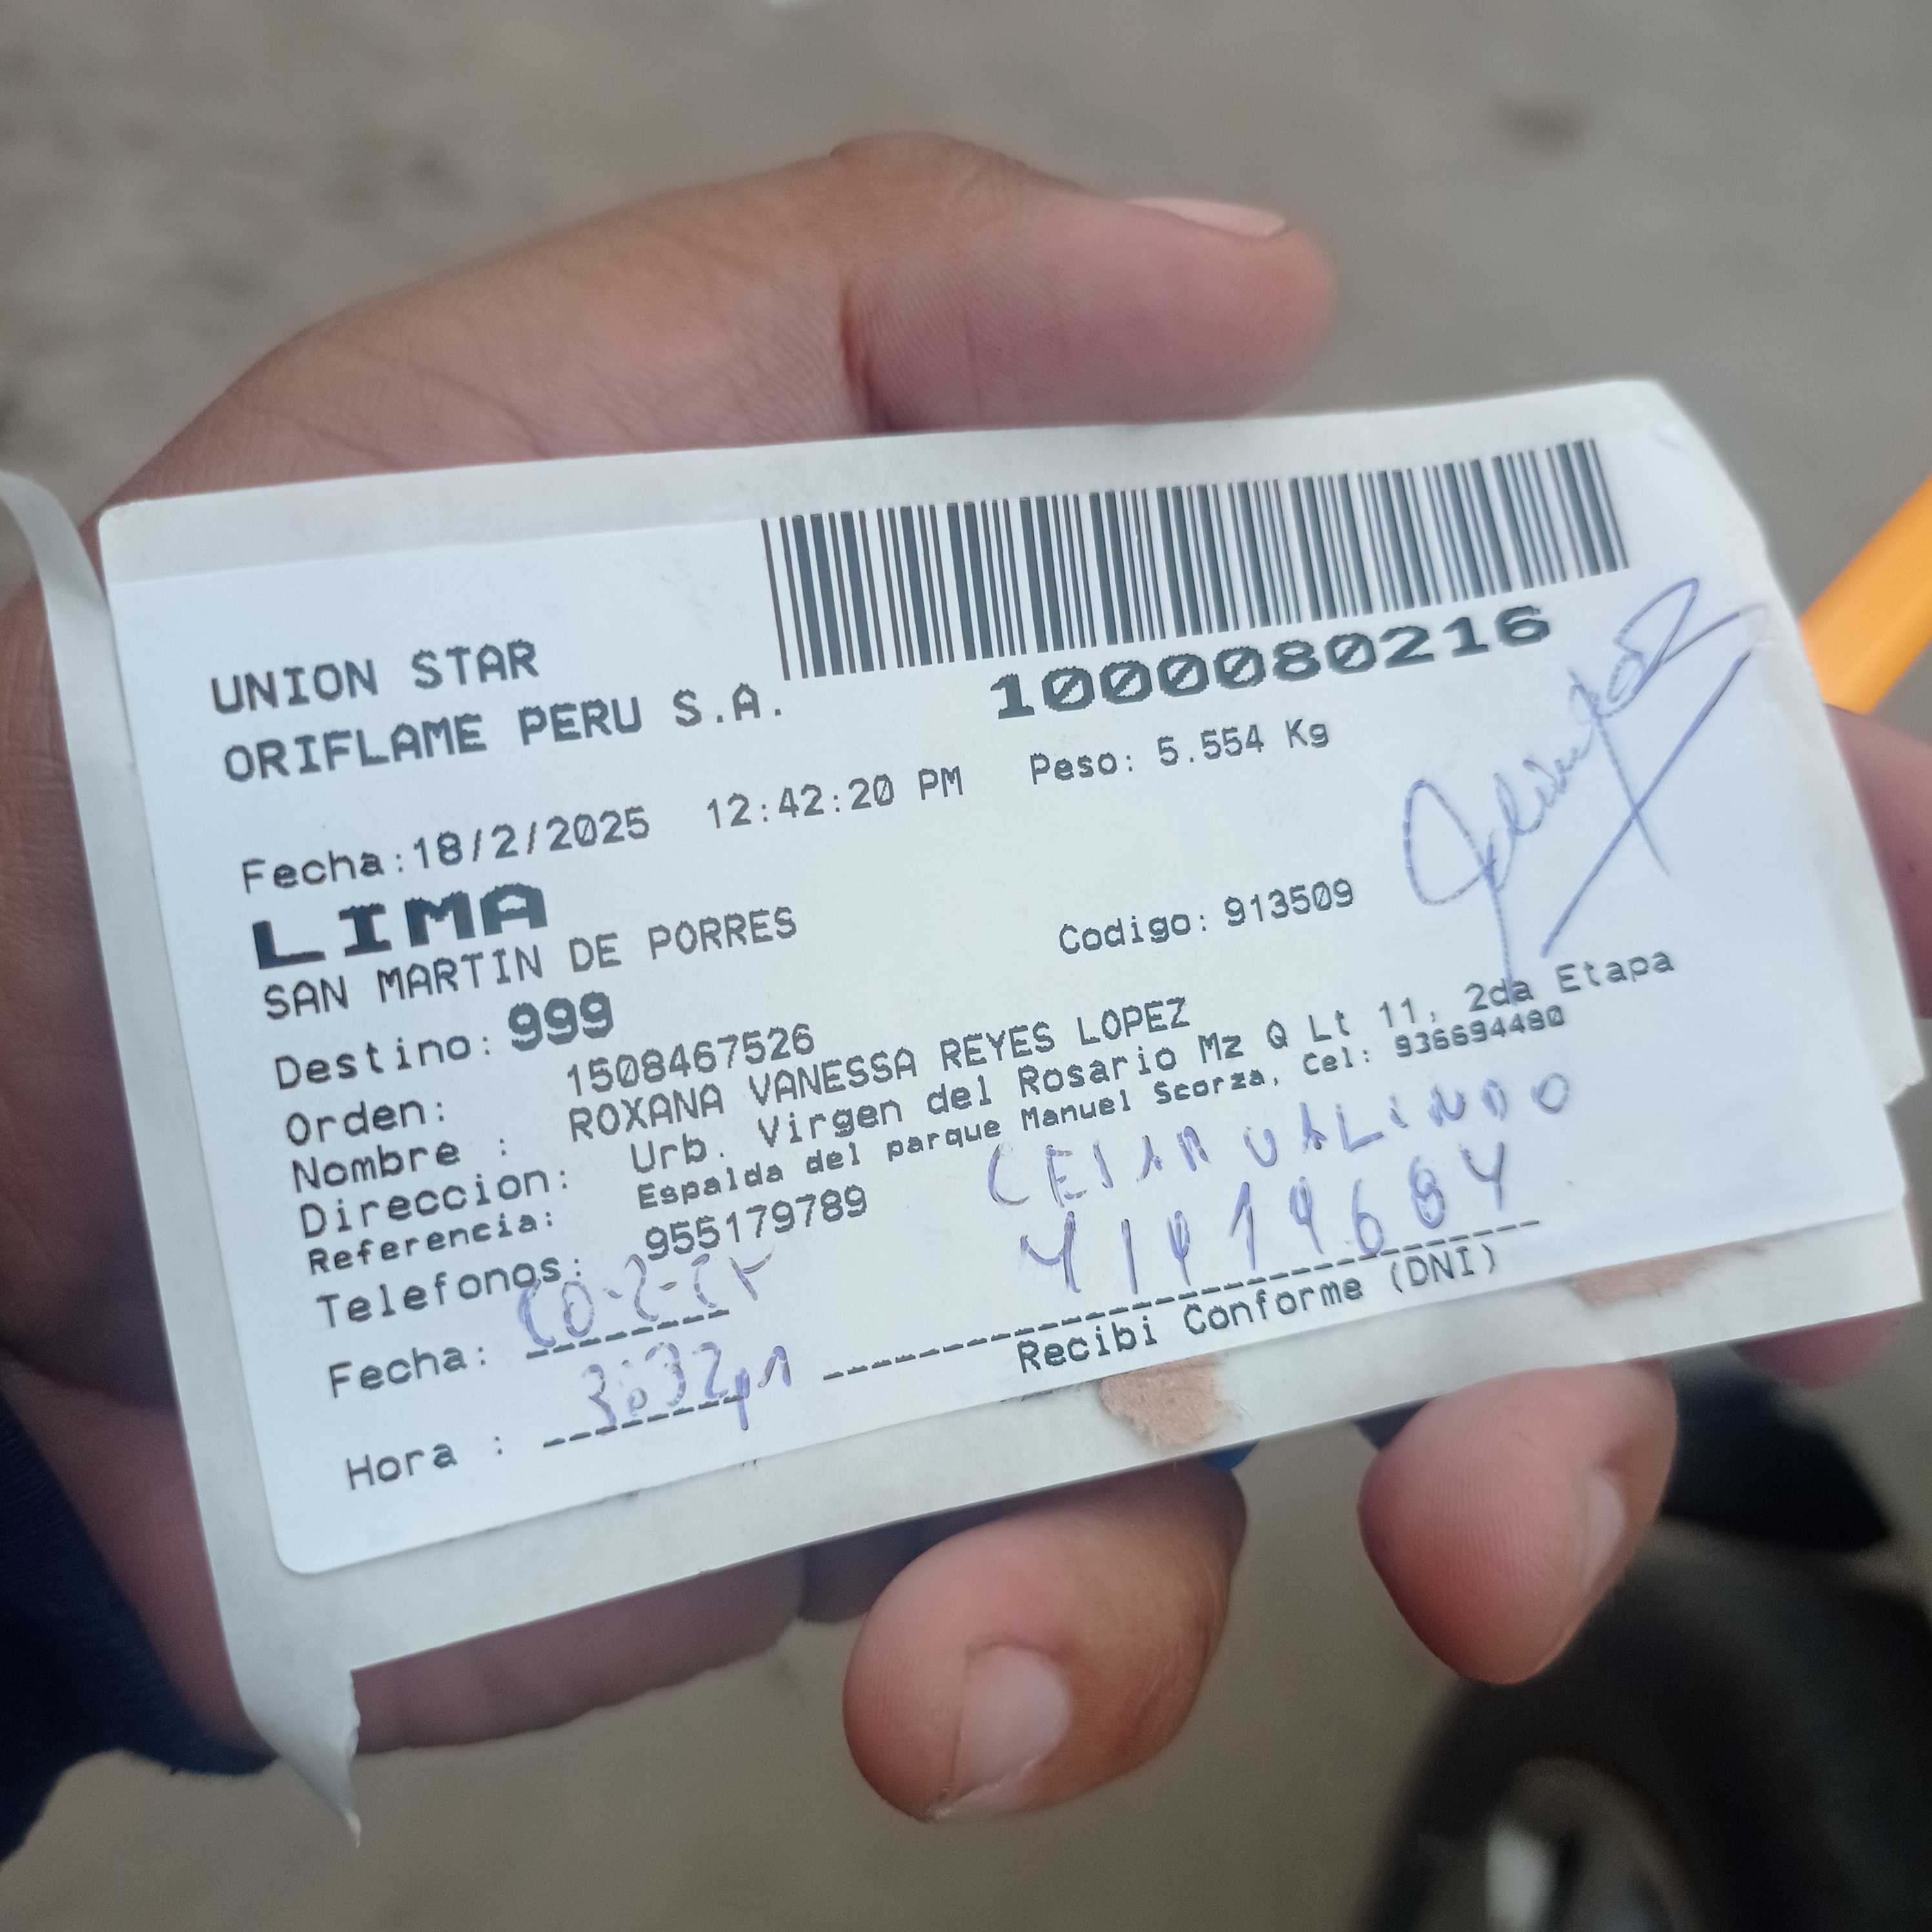 1000080216
UNION STAR
ORIFLAME PERU S.A.
Fecha:18/2/2025 12:42:20 PM Peso: 5.554 Kg
LIMA
SAN MARTIN DE PORRES Codigo: 913509
Destino: 999
Orden: 1508467526
Nombre : ROXANA VANESSA REYES LOPEZ
Direccion: Urb. Virgen del Rosario Mz Q Lt 11, 2da Etapa
Referencia: Espalda del parque Manuel Scorza, Cel: 936694480
Telefonos: 955179789
CESAR
Fecha:
Hora : 3:32pm
Recibi Conforme (DNI)